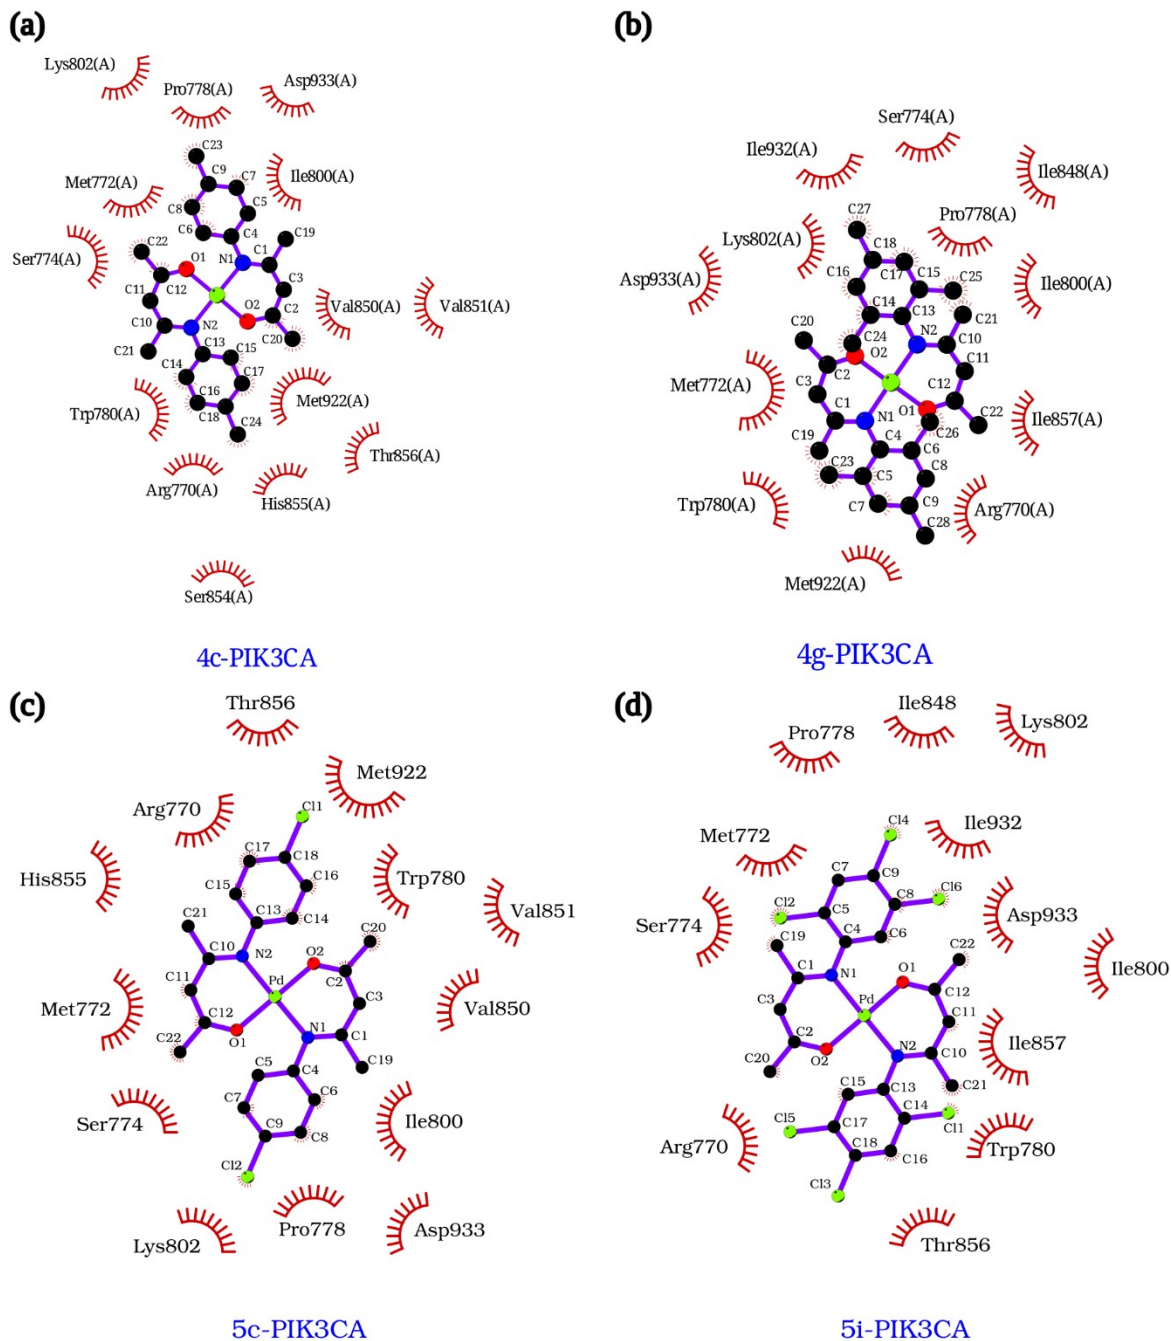 (a)
Lys802(A)
Pro778(A)
Asp933(A)
C23
C9
C7
Ile800(A)
Met772(A)
C8
C5
C6
C4
C1
C19
C22
O1
N1
Ser774(A)
C12
C3
C11
O2
C2
Val850(A)
Val851(A)
C10
N2
C20
C21
C13
C15
C14
C17
C16
C18
Met922(A)
Trp780(A)
C24
Thr856(A)
Arg770(A)
His855(A)
Ser854(A)
4c-PIK3CA
(b)
Ser774(A)
Ile932(A)
Ile848(A)
C27
Pro778(A)
Lys802(A)
C18
C17
C15
C16
C25
Asp933(A)
Ile800(A)
C14
C13
C21
C20
C24
N2
C10
O2
C11
C2
C3
C12
Met772(A)
C1
O1
C22
N1
C26
Ile857(A)
C19
C4
C6
C23
C5
C8
C7
C9
Trp780(A)
Arg770(A)
C28
Met922(A)
4g-PIK3CA
(c)
Thr856
Met922
Arg770
Cl1
C17
C18
His855
C16
Trp780
C15
C13
C14
Val851
C21
C20
C10
N2
O2
C11
Pd
C2
C3
Met772
Val850
C12
C22
O1
N1
C1
C5
C4
C19
C7
C6
Ser774
Ile800
C9
C8
Cl2
Pro778
Asp933
Lys802
5c-PIK3CA
(d)
Ile848
Lys802
Pro778
Cl4
Ile932
Met772
C7
C9
C8
Cl6
Cl2
C5
Asp933
Ser774
C4
C6
C19
C22
C1
N1
O1
Ile800
C12
C3
Pd
C11
C2
Ile857
O2
N2
C10
C20
C15
C13
C21
C14
Cl5
C17
Cl1
Arg770
Trp780
C18
C16
Cl3
Thr856
5i-PIK3CA